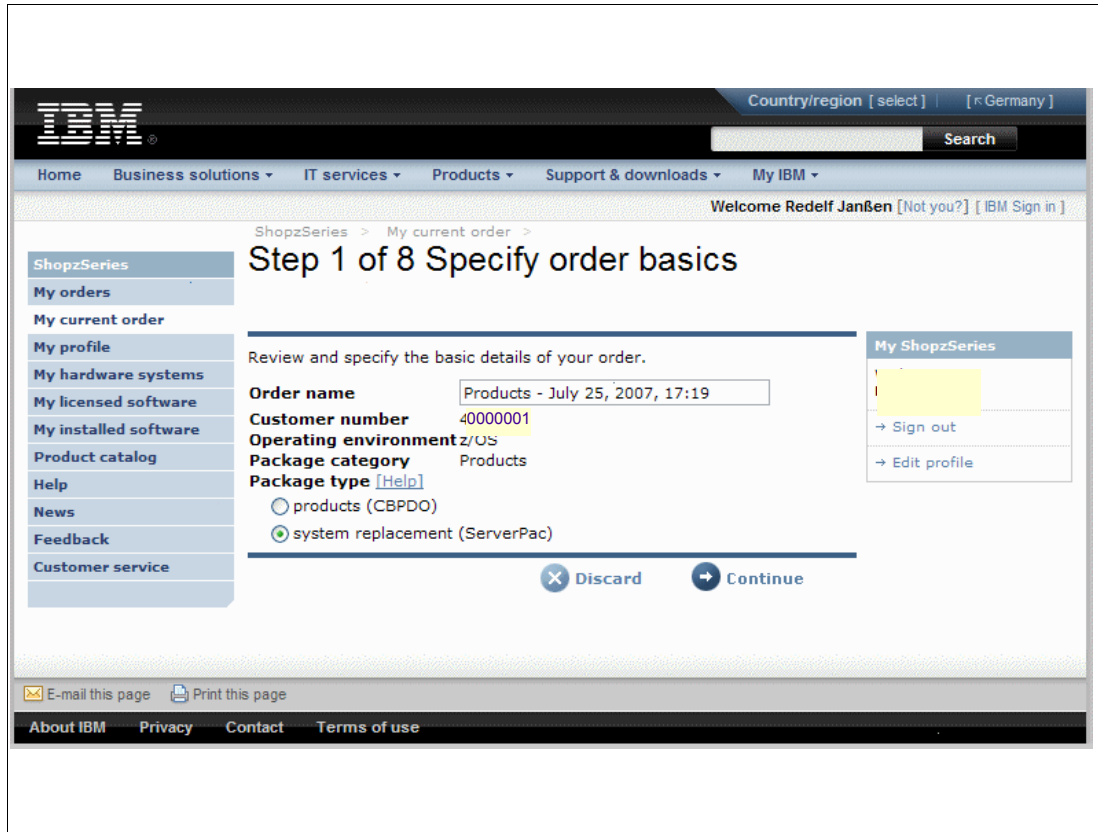 Country/region [ select ] | [ Germany ]
IBM ®
Search
Home Business solutions IT services Products Support & downloads My IBM
Welcome Redelf Janßen [Not you?] [ IBM Sign in ]
ShopzSeries > My current order >
Step 1 of 8 Specify order basics
ShopzSeries
My orders
My current order
My profile
My hardware systems
My licensed software
My installed software
Product catalog
Help
News
Feedback
Customer service
Review and specify the basic details of your order.
Order name Products - July 25, 2007, 17:19
Customer number 40000001
Operating environment z/OS
Package category Products
Package type [Help]
products (CBPDO)
system replacement (ServerPac)
Discard Continue
My ShopzSeries
→ Sign out
→ Edit profile
E-mail this page Print this page
About IBM Privacy Contact Terms of use